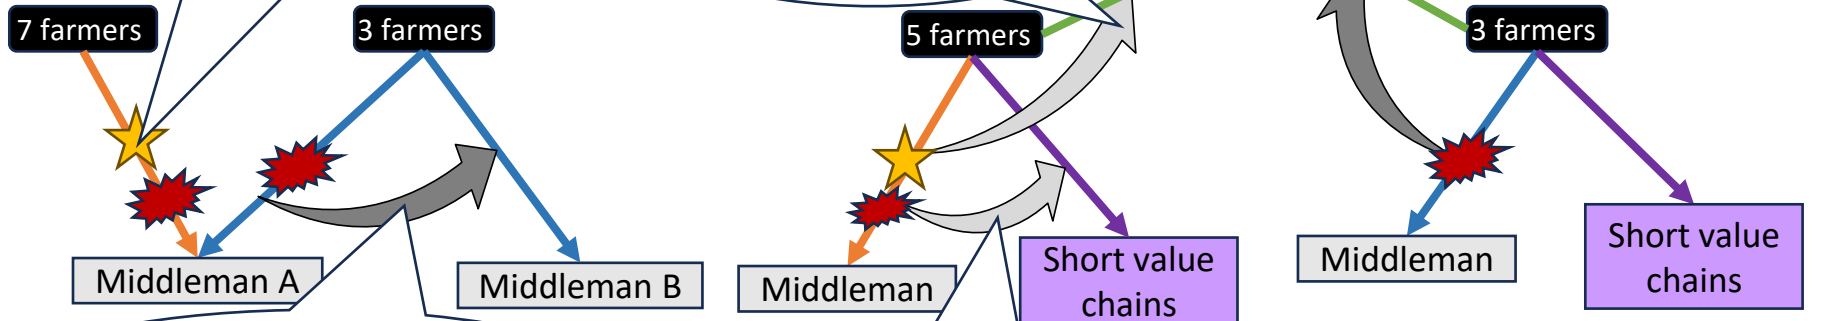 7 farmers
3 farmers
5 farmers
3 farmers
Middleman A
Middleman B
Middleman
Short value
chains
Middleman
Short value
chains